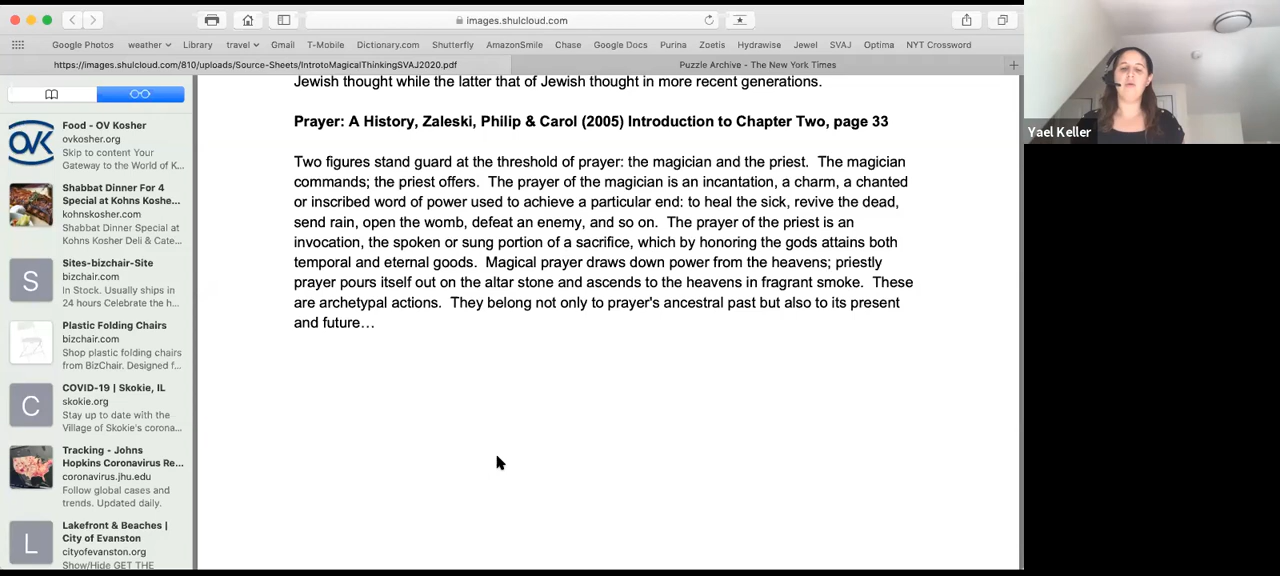 images.shulcloud.com
Google Photos weather Library travel Gmail T-Mobile Dictionary.com Shutterfly AmazonSmile Chase Google Docs Purina Zoetis Hydrawise Jewel SVAJ Optima NYT Crossword
https://images.shulcloud.com/810/uploads/Source-Sheets/IntrotoMagicalThinkingSVAJ2020.pdf
Puzzle Archive - The New York Times
Food - OV Kosher
ovkosher.org
Skip to content Your
Gateway to the World of K...
Shabbat Dinner For 4
Special at Kohns Koshe...
kohnskosher.com
Shabbat Dinner Special at
Kohns Kosher Deli & Cate...
S
Sites-bizchair-Site
bizchair.com
In Stock. Usually ships in
24 hours Celebrate the h...
Plastic Folding Chairs
bizchair.com
Shop plastic folding chairs
from BizChair. Designed f...
C
COVID-19 | Skokie, IL
skokie.org
Stay up to date with the
Village of Skokie's corona...
Tracking - Johns
Hopkins Coronavirus Re...
coronavirus.jhu.edu
Follow global cases and
trends. Updated daily.
L
Lakefront & Beaches |
City of Evanston
cityofevanston.org
Show/Hide GET THE
Jewish thought while the latter that of Jewish thought in more recent generations.
Prayer: A History, Zaleski, Philip & Carol (2005) Introduction to Chapter Two, page 33
Two figures stand guard at the threshold of prayer: the magician and the priest. The magician
commands; the priest offers. The prayer of the magician is an incantation, a charm, a chanted
or inscribed word of power used to achieve a particular end: to heal the sick, revive the dead,
send rain, open the womb, defeat an enemy, and so on. The prayer of the priest is an
invocation, the spoken or sung portion of a sacrifice, which by honoring the gods attains both
temporal and eternal goods. Magical prayer draws down power from the heavens; priestly
prayer pours itself out on the altar stone and ascends to the heavens in fragrant smoke. These
are archetypal actions. They belong not only to prayer's ancestral past but also to its present
and future…
Yael Keller